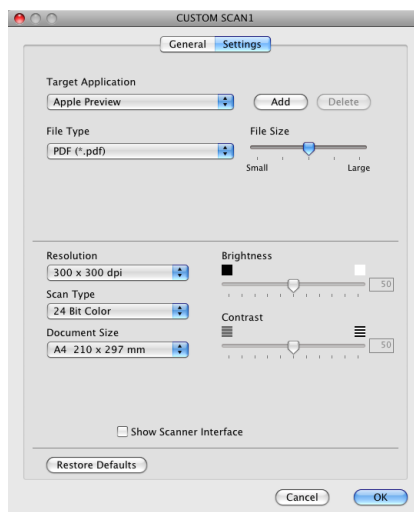 CUSTOM SCAN1
General Settings
Target Application
Apple Preview Add Delete
File Type File Size
PDF (*.pdf)
Small Large
Resolution Brightness
300 x 300 dpi
50
Scan Type
24 Bit Color Contrast
Document Size
A4 210 x 297 mm 50
Show Scanner Interface
Restore Defaults
Cancel OK